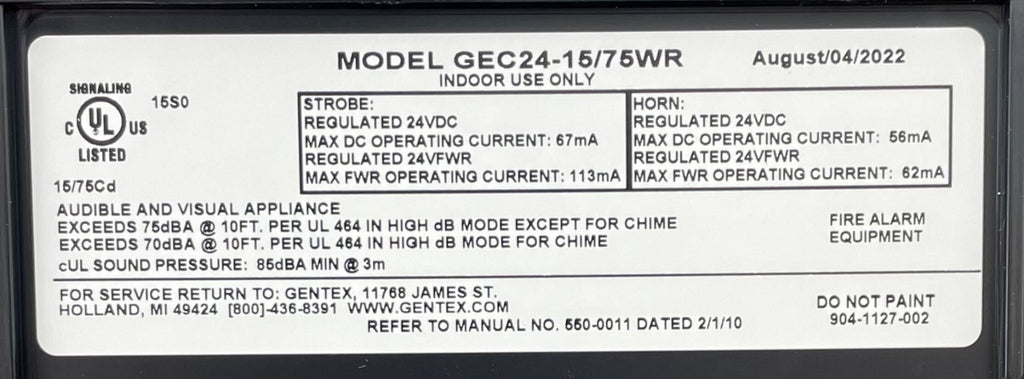 MODEL GEC24-15/75WR
August/04/2022
INDOOR USE ONLY
SIGNALING
C UL US
LISTED
15S0
15/75Cd
STROBE:
REGULATED 24VDC
MAX DC OPERATING CURRENT: 67mA
REGULATED 24VFWR
MAX FWR OPERATING CURRENT: 113mA
HORN:
REGULATED 24VDC
MAX DC OPERATING CURRENT: 56mA
REGULATED 24VFWR
MAX FWR OPERATING CURRENT: 62mA
AUDIBLE AND VISUAL APPLIANCE
EXCEEDS 75dBA @ 10FT. PER UL 464 IN HIGH dB MODE EXCEPT FOR CHIME
EXCEEDS 70dBA @ 10FT. PER UL 464 IN HIGH dB MODE FOR CHIME
cUL SOUND PRESSURE: 85dBA MIN @ 3m
FIRE ALARM
EQUIPMENT
FOR SERVICE RETURN TO: GENTEX, 11768 JAMES ST.
HOLLAND, MI 49424 [800]-436-8391 WWW.GENTEX.COM
REFER TO MANUAL NO. 550-0011 DATED 2/1/10
DO NOT PAINT
904-1127-002